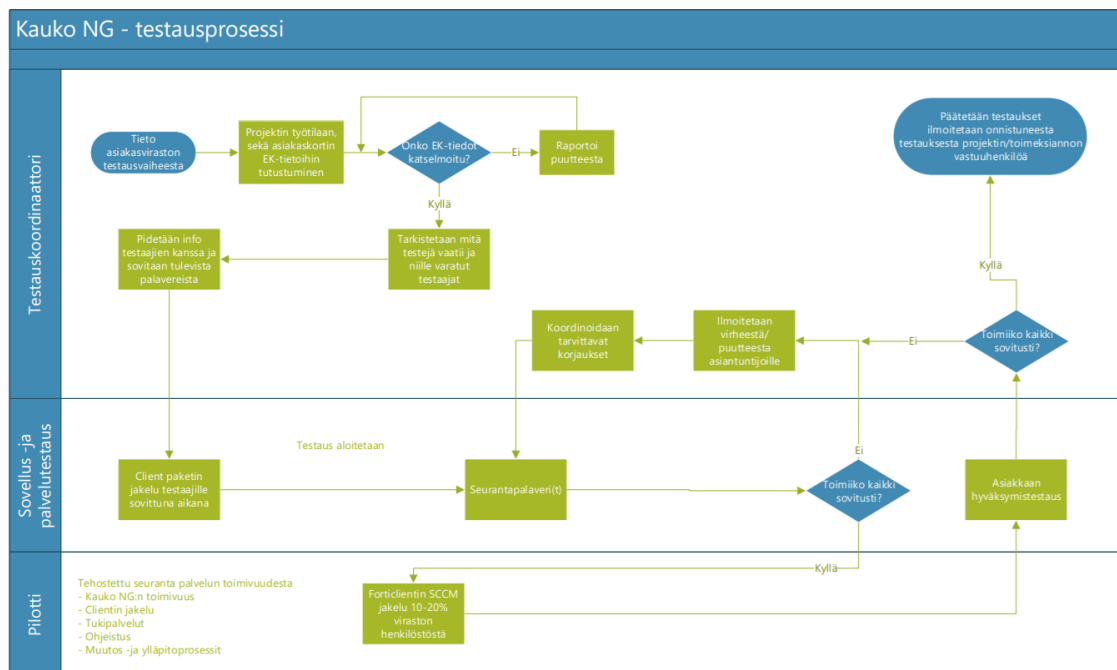 Kauko NG - testausprosessi
Testauskoordinaattori
Tieto
asiakasviraston
testausvaiheesta
Projektin työtilaan,
sekä asiakaskortin
EK-tietoihin
tutustuminen
Onko EK-tiedot
katselmoitu?
Ei
Raportoi
puutteesta
Päätetään testaukset
ilmoitetaan onnistuneesta
testauksesta projektin/toimeksiannon
vastuuhenkilöä
Kyllä
Pidetään info
testaajien kanssa ja
sovitaan tulevista
palavereista
Tarkistetaan mitä
testejä vaatii ja
niille varatut
testaajat
Kyllä
Koordinoidaan
tarvittavat
korjaukset
Ilmoitetaan
virheestä/
puutteesta
asiantuntijoille
Ei
Toimiiko kaikki
sovitusti?
Sovellus -ja
palvelutestaus
Testaus aloitetaan
Ei
Client paketin
jakelu testaajille
sovittuna aikana
Seurantapalaveri(t)
Toimiiko kaikki
sovitusti?
Asiakkaan
hyväksymistestaus
Pilotti
Kyllä
Tehostettu seuranta palvelun toimivuudesta
- Kauko NG:n toimivuus
- Clientin jakelu
- Tukipalvelut
- Ohjeistus
- Muutos -ja ylläpitoprosessit
Forticlientin SCCM
jakelu 10-20%
viraston
henkilöstöstä